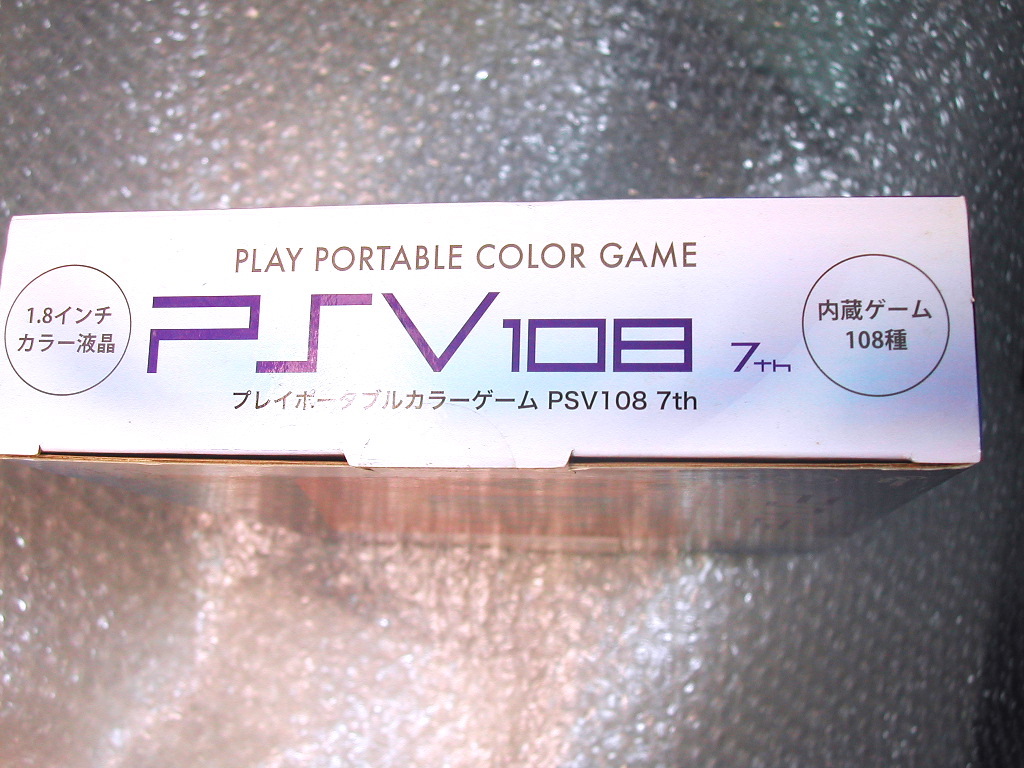 PLAY PORTABLE COLOR GAME
1.8インチ
カラー液晶
PSV108 7th
内蔵ゲーム
108種
プレイポータブルカラーゲーム PSV108 7th